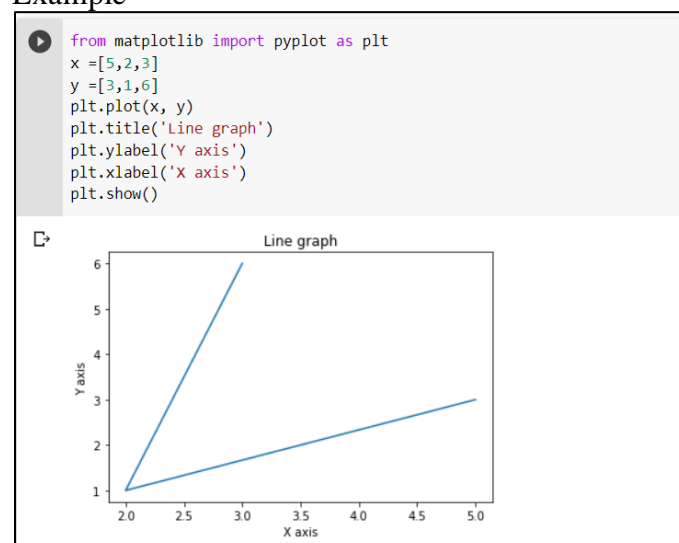 Example
from matplotlib import pyplot as plt
x =[5,2,3]
y =[3,1,6]
plt.plot(x, y)
plt.title('Line graph')
plt.ylabel('Y axis')
plt.xlabel('X axis')
plt.show()
Line graph
6
5
4
3
2
1
Y axis
2.0 2.5 3.0 3.5 4.0 4.5 5.0
X axis